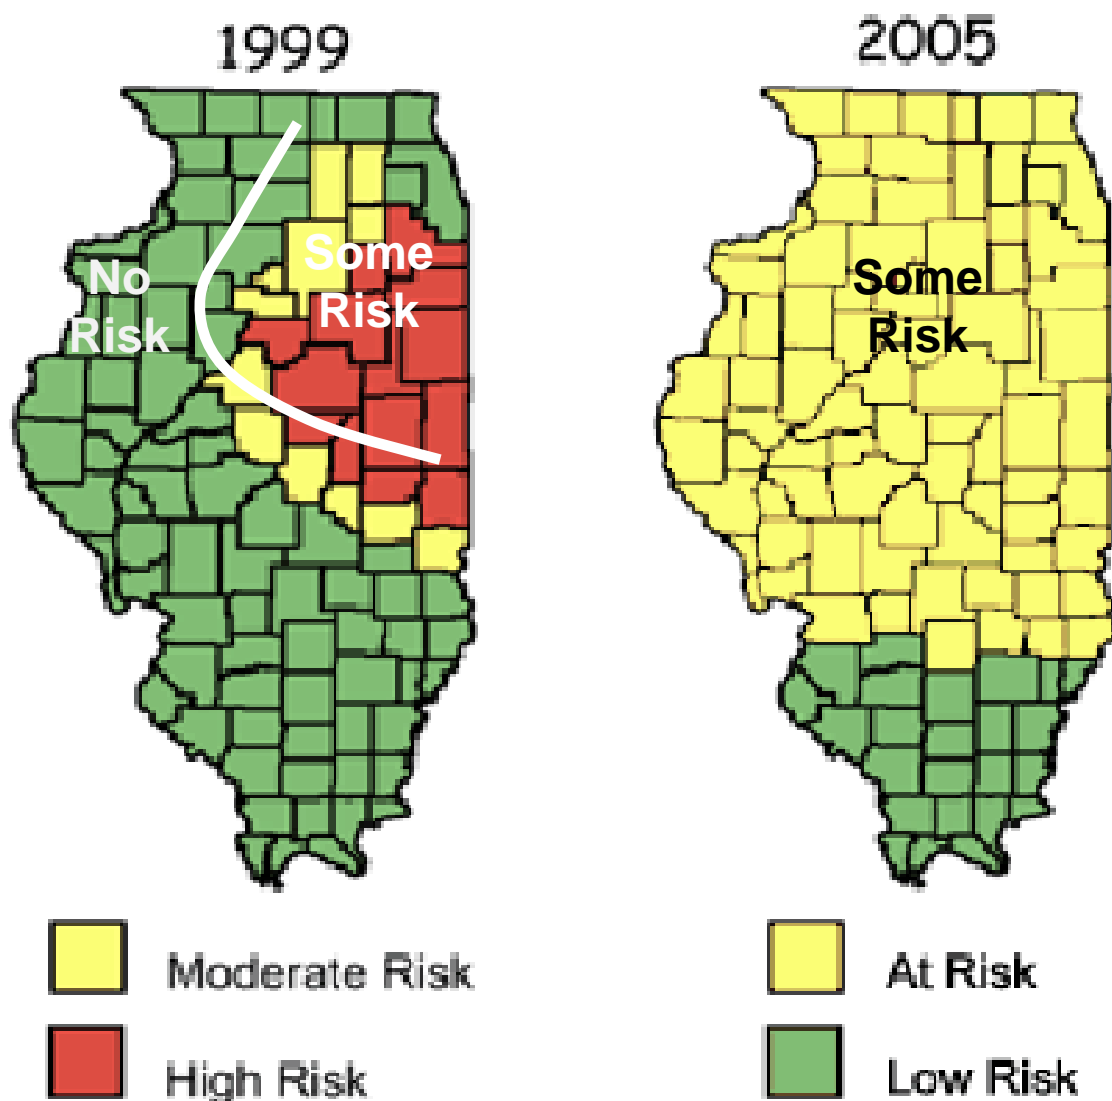 1999
2005
No
Risk
Some
Risk
Some
Risk
Moderate Risk
High Risk
At Risk
Low Risk